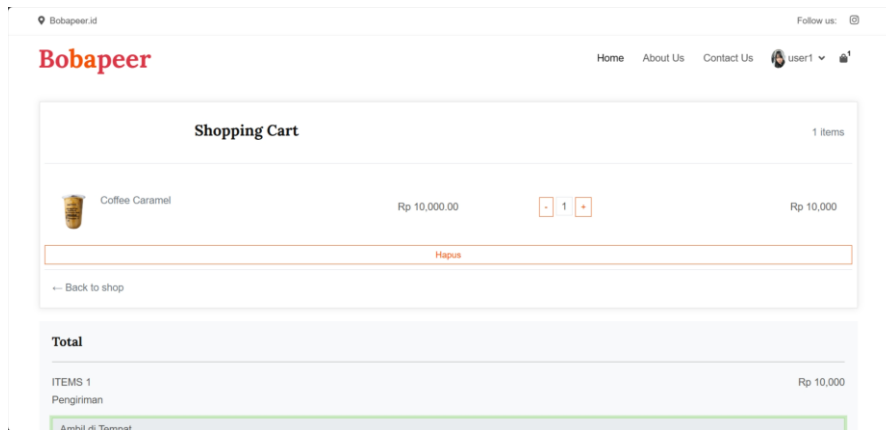 Bobapeer.id Follow us:
Bobapeer Home About Us Contact Us user1 1
Shopping Cart 1 items
Coffee Caramel Rp 10,000.00 - 1 + Rp 10,000
Hapus
← Back to shop
Total
ITEMS 1 Rp 10,000
Pengiriman
Ambil di Tempat